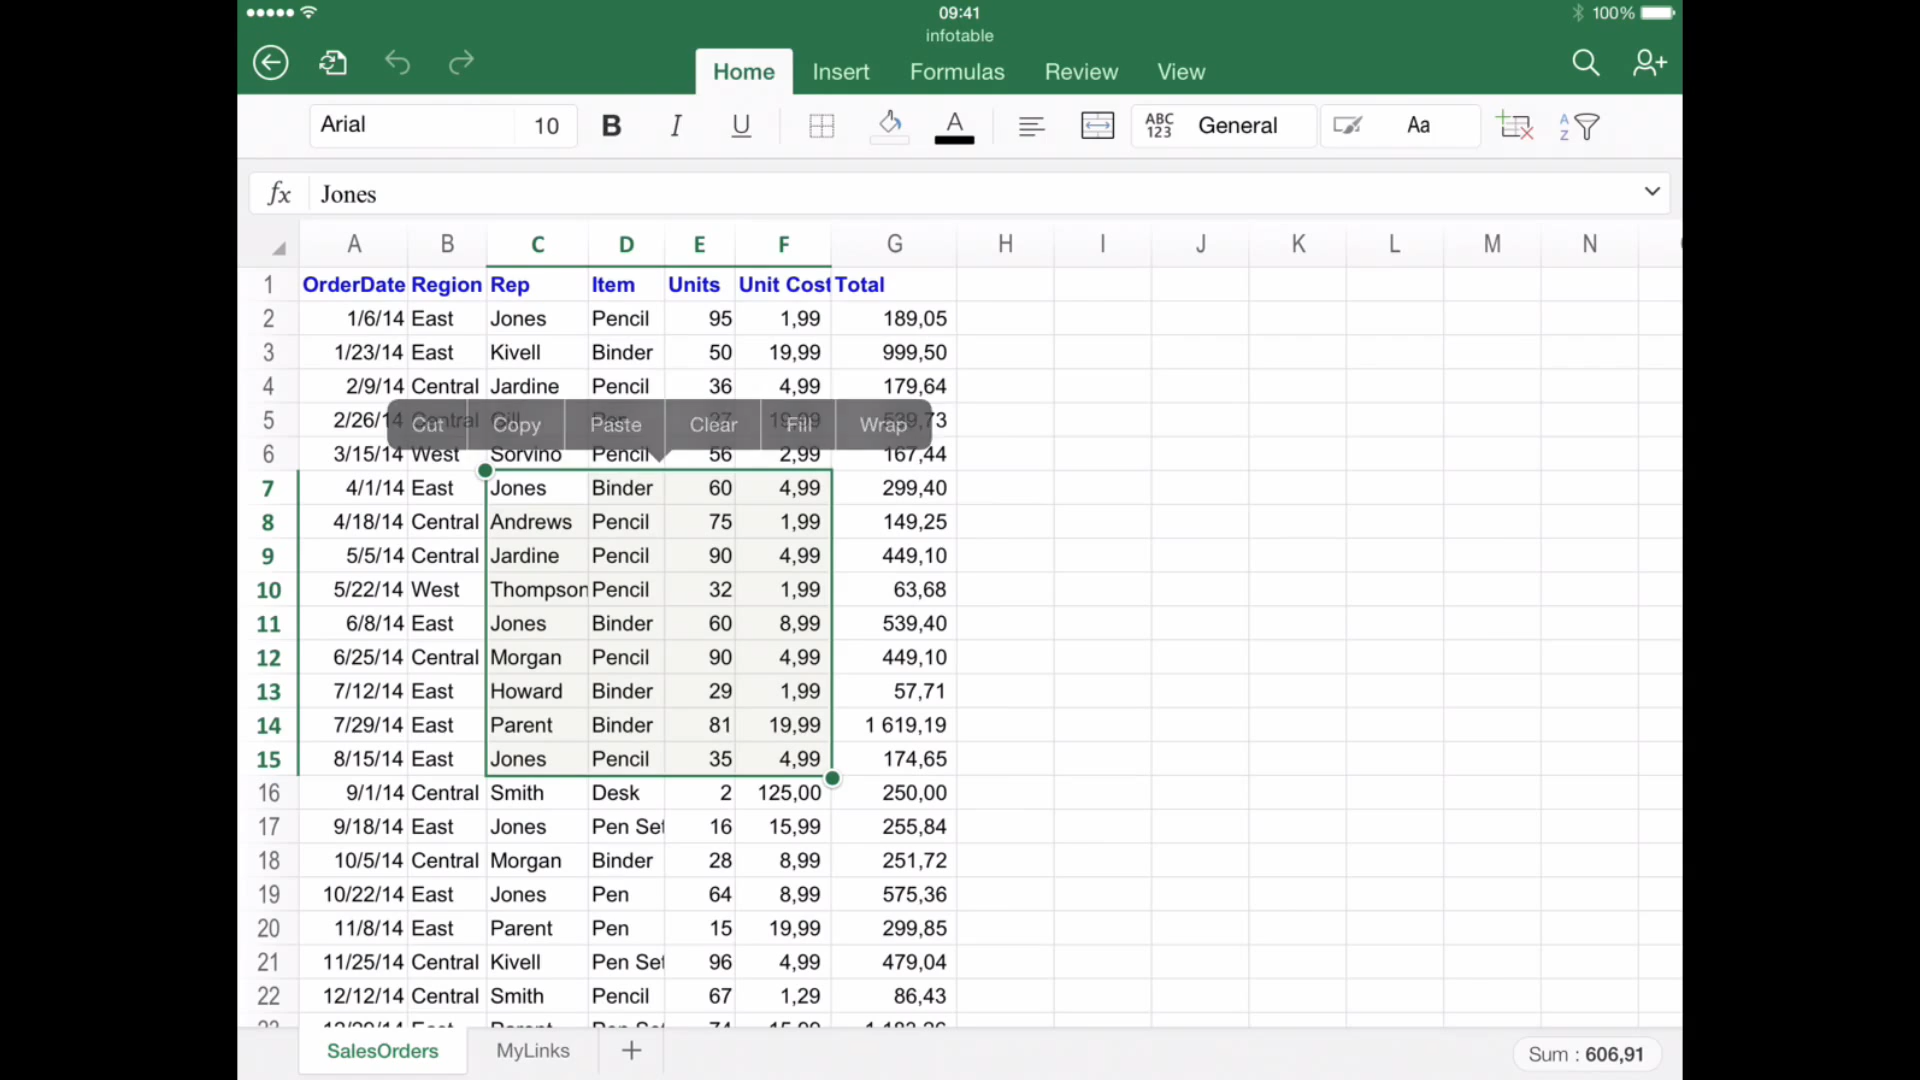 09:41
100%
infotable
Home Insert Formulas Review View
Arial 10 B I U A ABC 123 General Aa A Z
fx Jones
A B C D E F G H I J K L M N
1 OrderDate Region Rep Item Units Unit Cost Total
2 1/6/14 East Jones Pencil 95 1,99 189,05
3 1/23/14 East Kivell Binder 50 19,99 999,50
4 2/9/14 Central Jardine Pencil 36 4,99 179,64
5 2/26/14 Central Gill Pen 27 19,99 539,73
Cut Copy Paste Clear Fill Wrap
6 3/15/14 West Sorvino Pencil 56 2,99 167,44
7 4/1/14 East Jones Binder 60 4,99 299,40
8 4/18/14 Central Andrews Pencil 75 1,99 149,25
9 5/5/14 Central Jardine Pencil 90 4,99 449,10
10 5/22/14 West Thompson Pencil 32 1,99 63,68
11 6/8/14 East Jones Binder 60 8,99 539,40
12 6/25/14 Central Morgan Pencil 90 4,99 449,10
13 7/12/14 East Howard Binder 29 1,99 57,71
14 7/29/14 East Parent Binder 81 19,99 1 619,19
15 8/15/14 East Jones Pencil 35 4,99 174,65
16 9/1/14 Central Smith Desk 2 125,00 250,00
17 9/18/14 East Jones Pen Set 16 15,99 255,84
18 10/5/14 Central Morgan Binder 28 8,99 251,72
19 10/22/14 East Jones Pen 64 8,99 575,36
20 11/8/14 East Parent Pen 15 19,99 299,85
21 11/25/14 Central Kivell Pen Set 96 4,99 479,04
22 12/12/14 Central Smith Pencil 67 1,29 86,43
SalesOrders MyLinks
Sum : 606,91